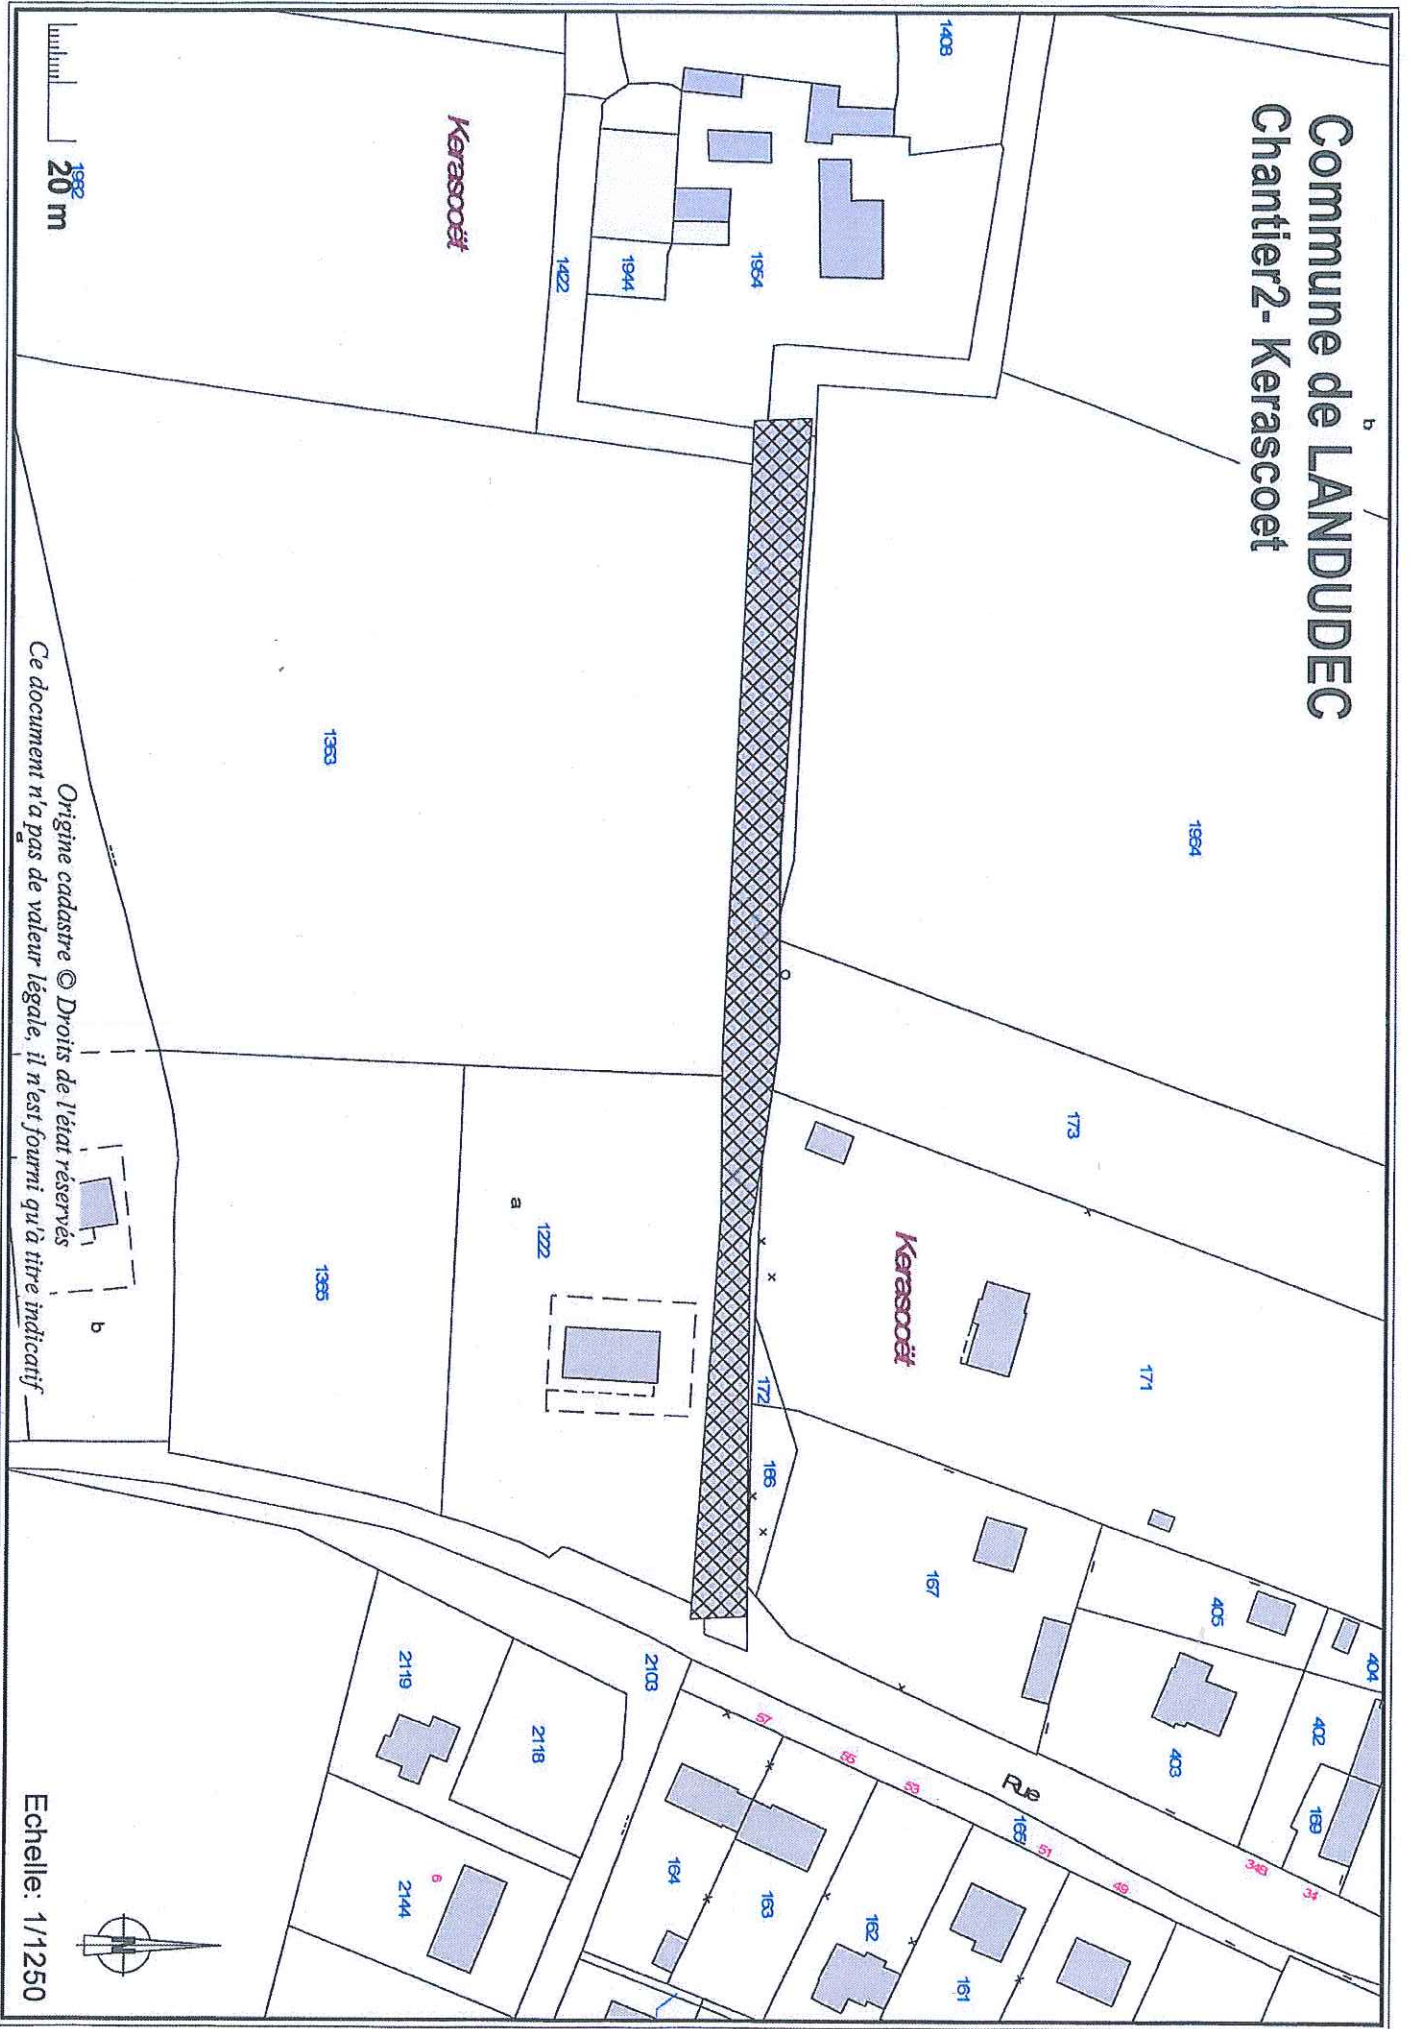 Commune de LANDUDEC
Chantier2- Kerascoet
b
1408
1964
173
171
404
405
402
169
403
34B
34
167
Kerascoët
1954
1944
1422
Kerascoët
172
166
Rue
165
57
55
53
51
49
1363
1222
a
1365
2103
2119
2118
2144
6
164
163
162
161
b
a
1982
20 m
Origine cadastre © Droits de l'état réservés
Ce document n'a pas de valeur légale, il n'est fourni qu'à titre indicatif
N
Echelle: 1/1250